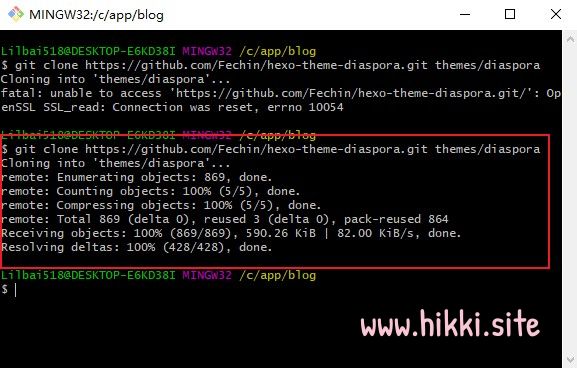 MINGW32:/c/app/blog
Lilbai518@DESKTOP-E6KD38I MINGW32 /c/app/blog
$ git clone https://github.com/Fechin/hexo-theme-diaspora.git themes/diaspora
Cloning into 'themes/diaspora'...
fatal: unable to access 'https://github.com/Fechin/hexo-theme-diaspora.git/': Op
enSSL SSL_read: Connection was reset, errno 10054
Lilbai518@DESKTOP-E6KD38I MINGW32 /c/app/blog
$ git clone https://github.com/Fechin/hexo-theme-diaspora.git themes/diaspora
Cloning into 'themes/diaspora'...
remote: Enumerating objects: 869, done.
remote: Counting objects: 100% (5/5), done.
remote: Compressing objects: 100% (5/5), done.
remote: Total 869 (delta 0), reused 3 (delta 0), pack-reused 864
Receiving objects: 100% (869/869), 590.26 KiB | 82.00 KiB/s, done.
Resolving deltas: 100% (428/428), done.
Lilbai518@DESKTOP-E6KD38I MINGW32 /c/app/blog
$
www.hikki.site